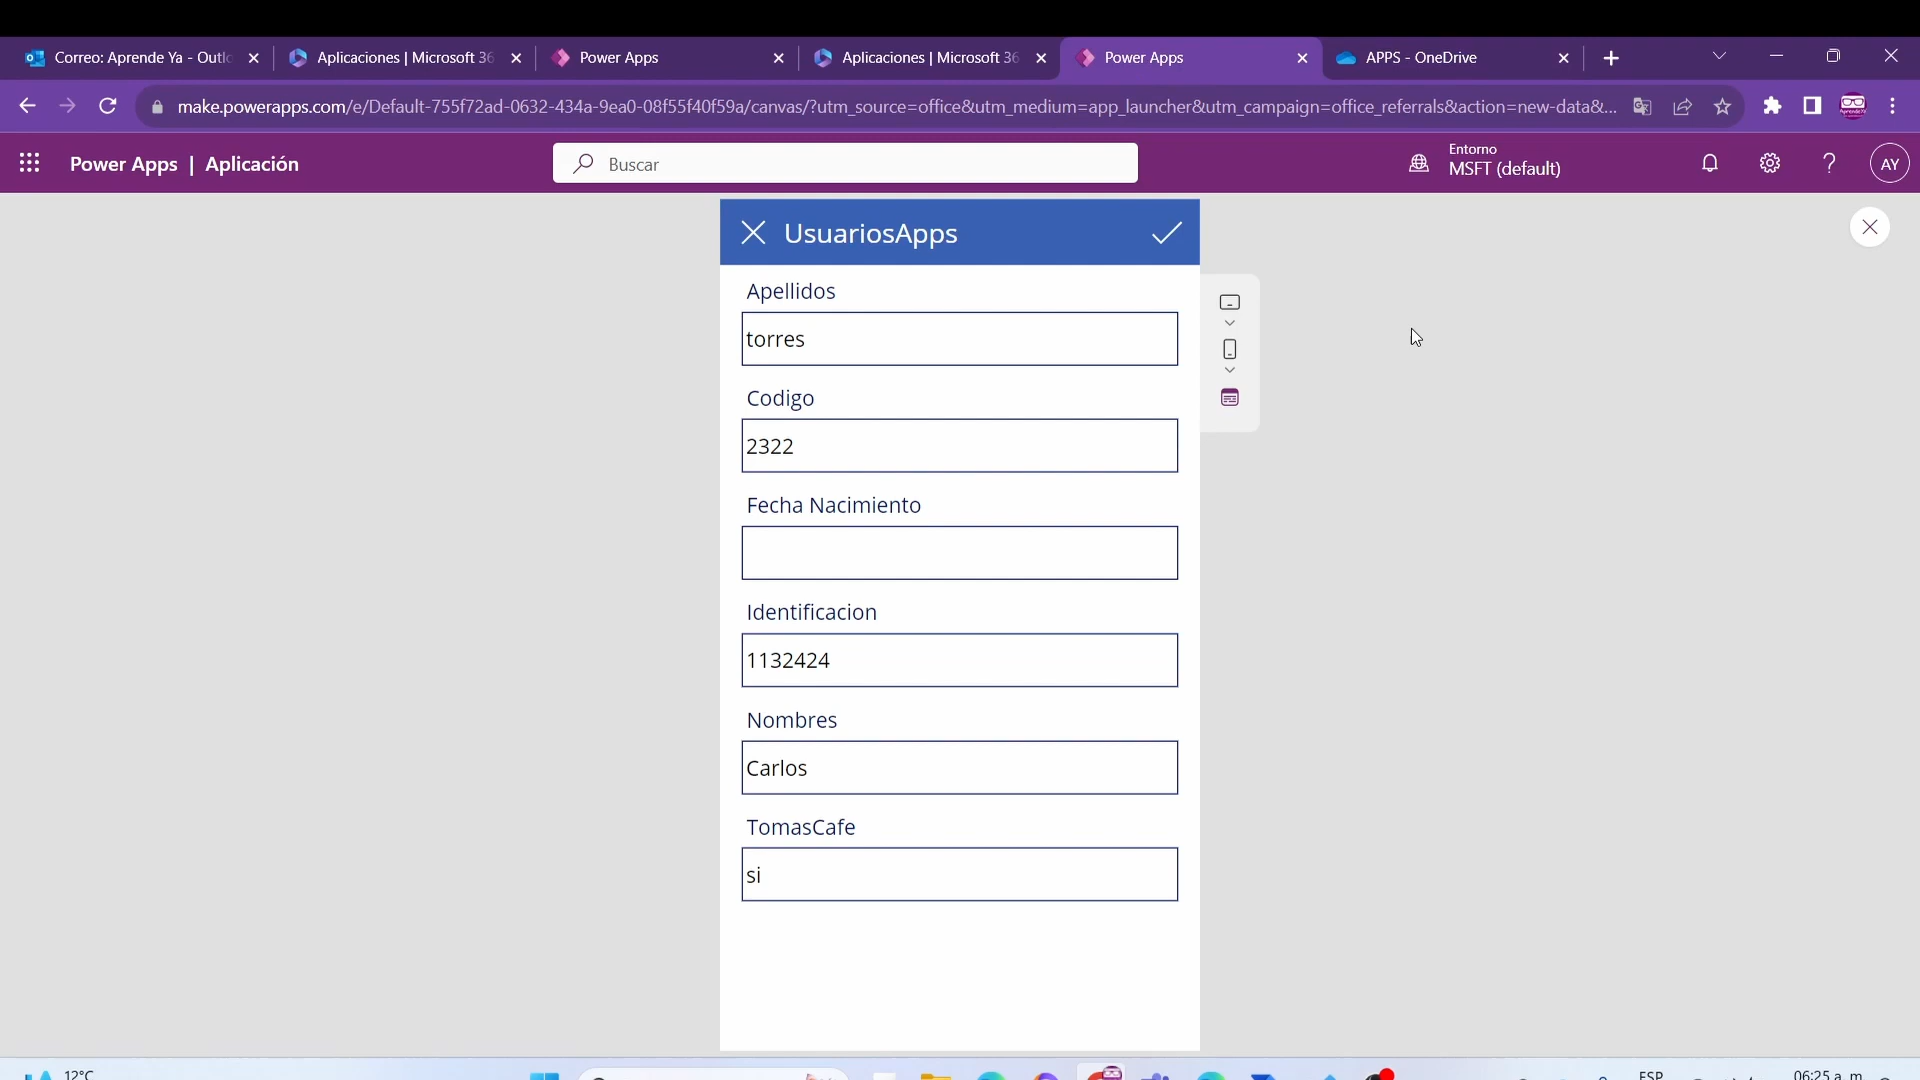 Correo: Aprende Ya - Outlo
Aplicaciones | Microsoft 36
Power Apps
Aplicaciones | Microsoft 36
Power Apps
APPS - OneDrive
make.powerapps.com/e/Default-755f72ad-0632-434a-9ea0-08f55f40f59a/canvas/?utm_source=office&utm_medium=app_launcher&utm_campaign=office_referrals&action=new-data&...
Power Apps | Aplicación
Buscar
Entorno
MSFT (default)
AY
UsuariosApps
Apellidos
torres
Codigo
2322
Fecha Nacimiento
Identificacion
1132424
Nombres
Carlos
TomasCafe
si
12°C
ESP
06:25 a. m.